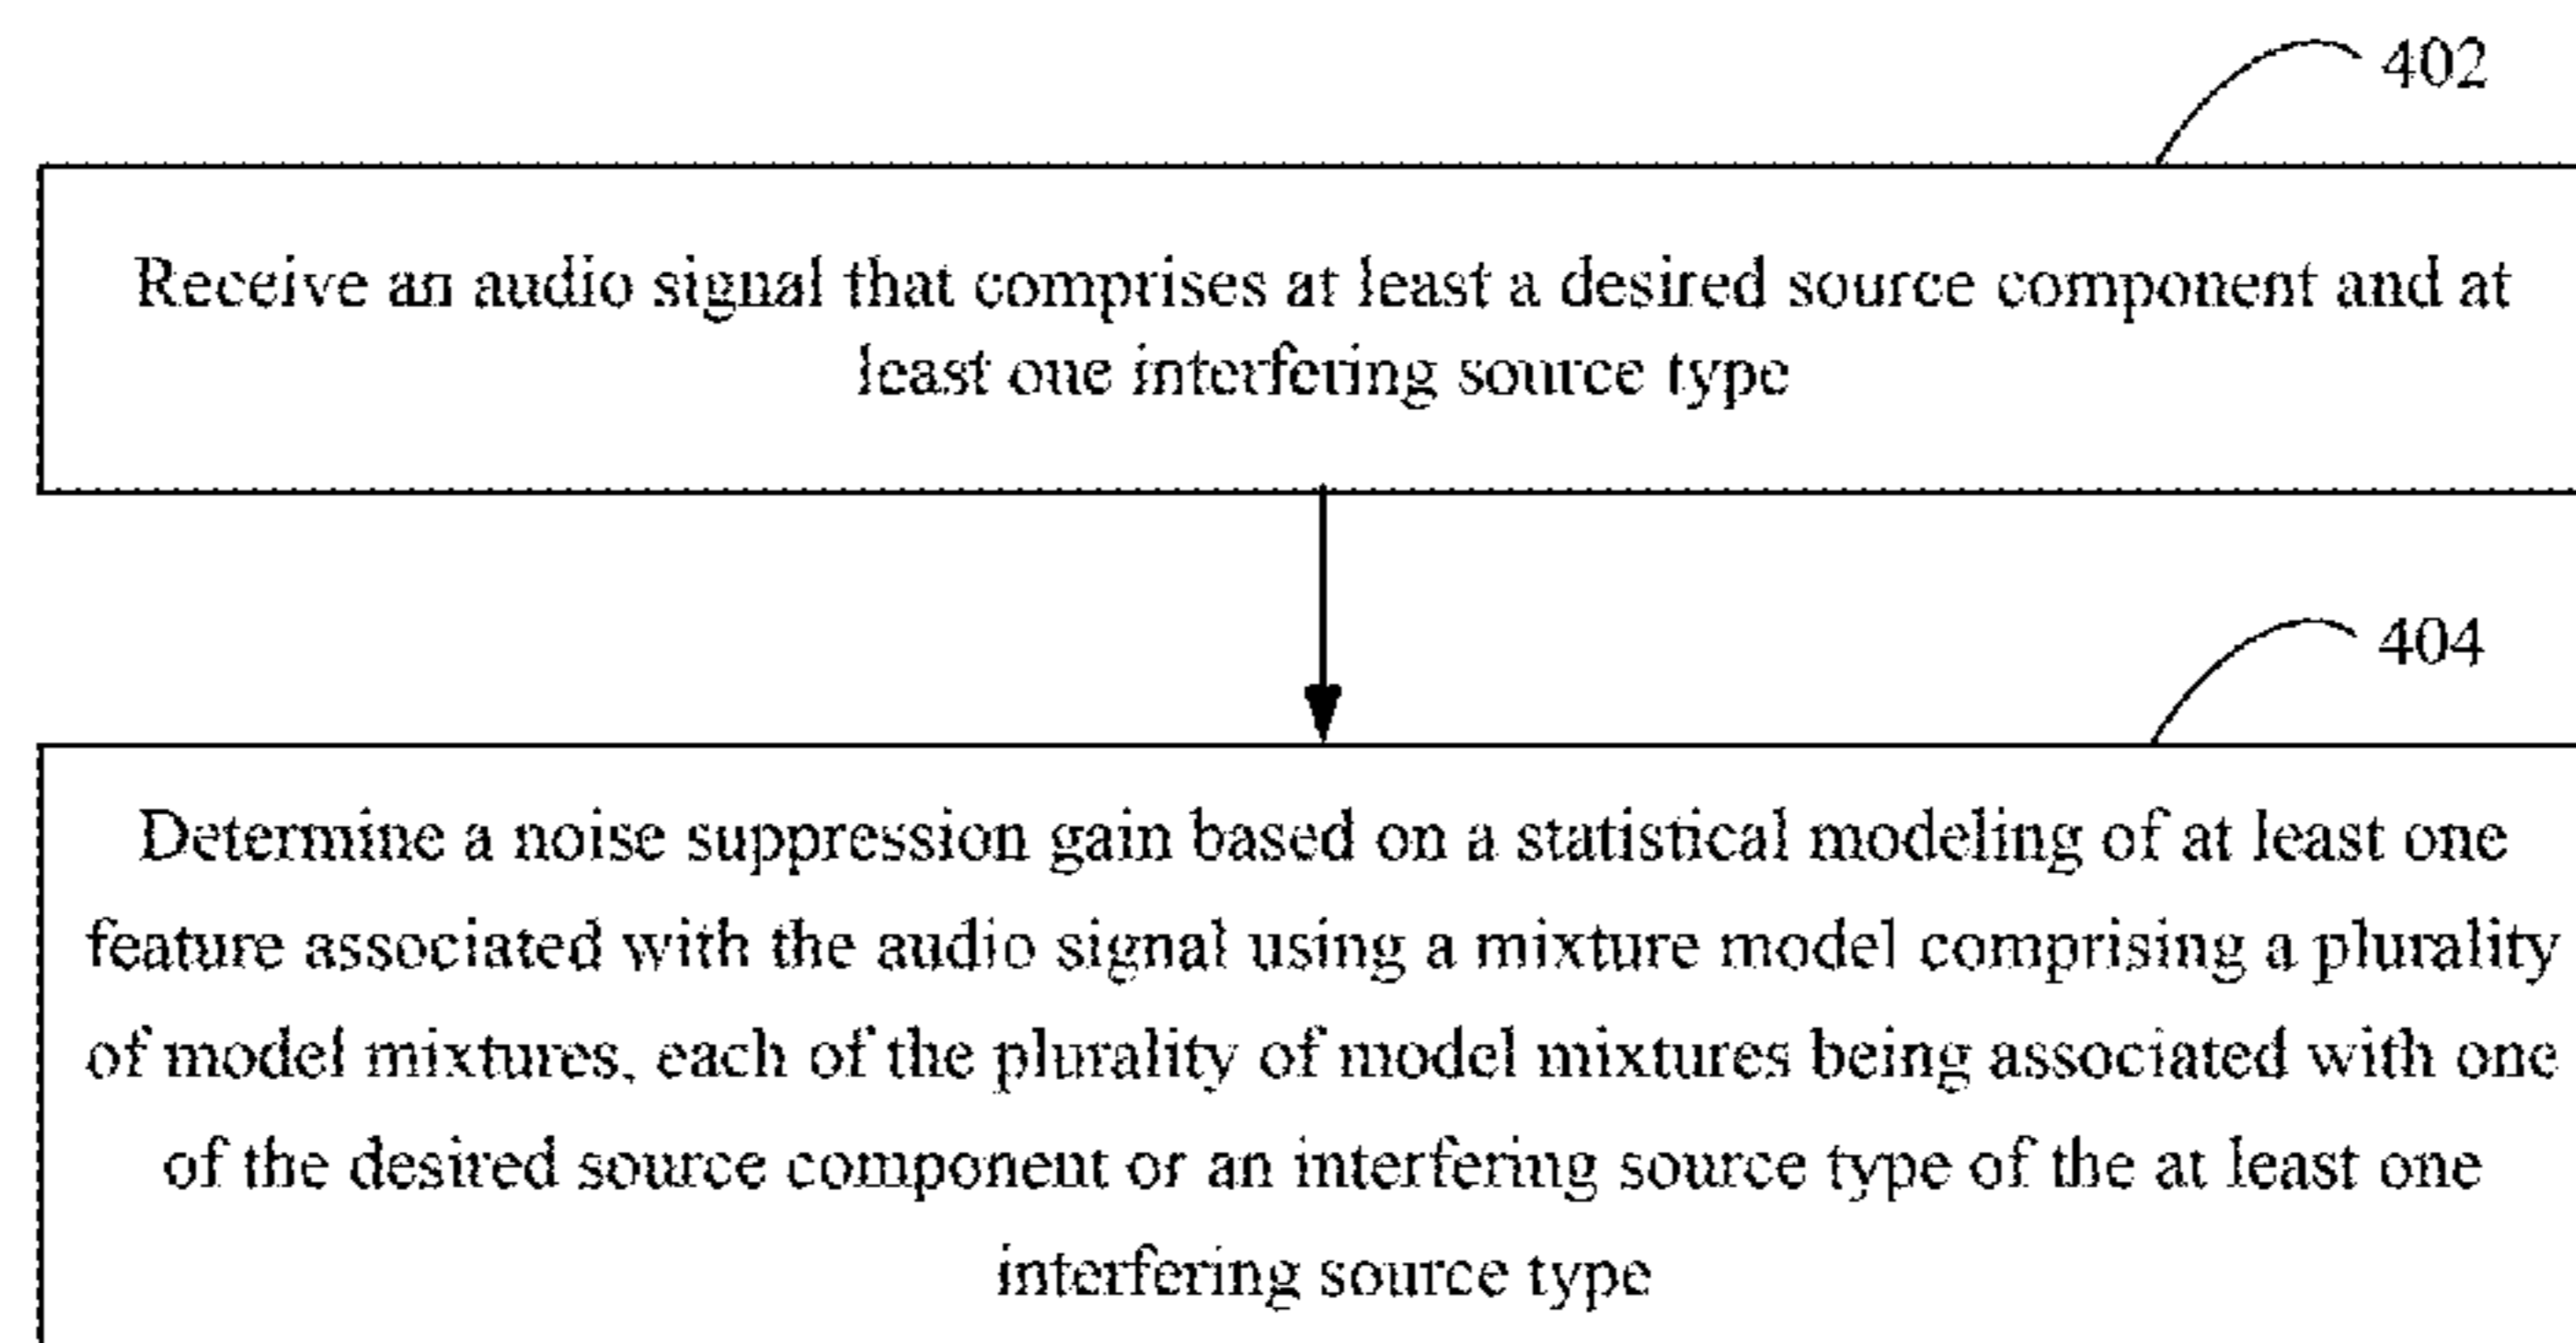 402
Receive an audio signal that comprises at least a desired source component and at
least one interfering source type
404
Determine a noise suppression gain based on a statistical modeling of at least one
feature associated with the audio signal using a mixture model comprising a plurality
of model mixtures, each of the plurality of model mixtures being associated with one
of the desired source component or an interfering source type of the at least one
interfering source type